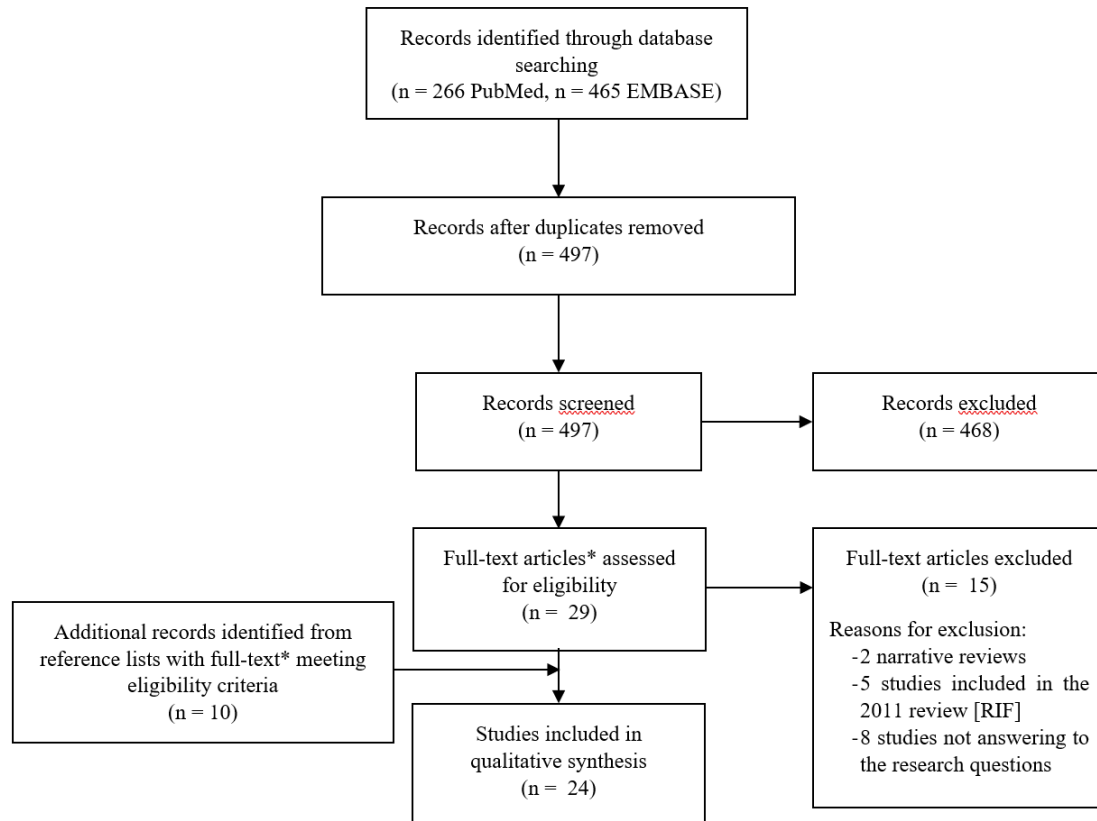 Records identified through database
searching
(n = 266 PubMed, n = 465 EMBASE)
Records after duplicates removed
(n = 497)
Records screened
(n = 497)
Records excluded
(n = 468)
Full-text articles* assessed
for eligibility
(n = 29)
Full-text articles excluded
(n = 15)
Reasons for exclusion:
-2 narrative reviews
-5 studies included in the
2011 review [RIF]
-8 studies not answering to
the research questions
Additional records identified from
reference lists with full-text* meeting
eligibility criteria
(n = 10)
Studies included in
qualitative synthesis
(n = 24)